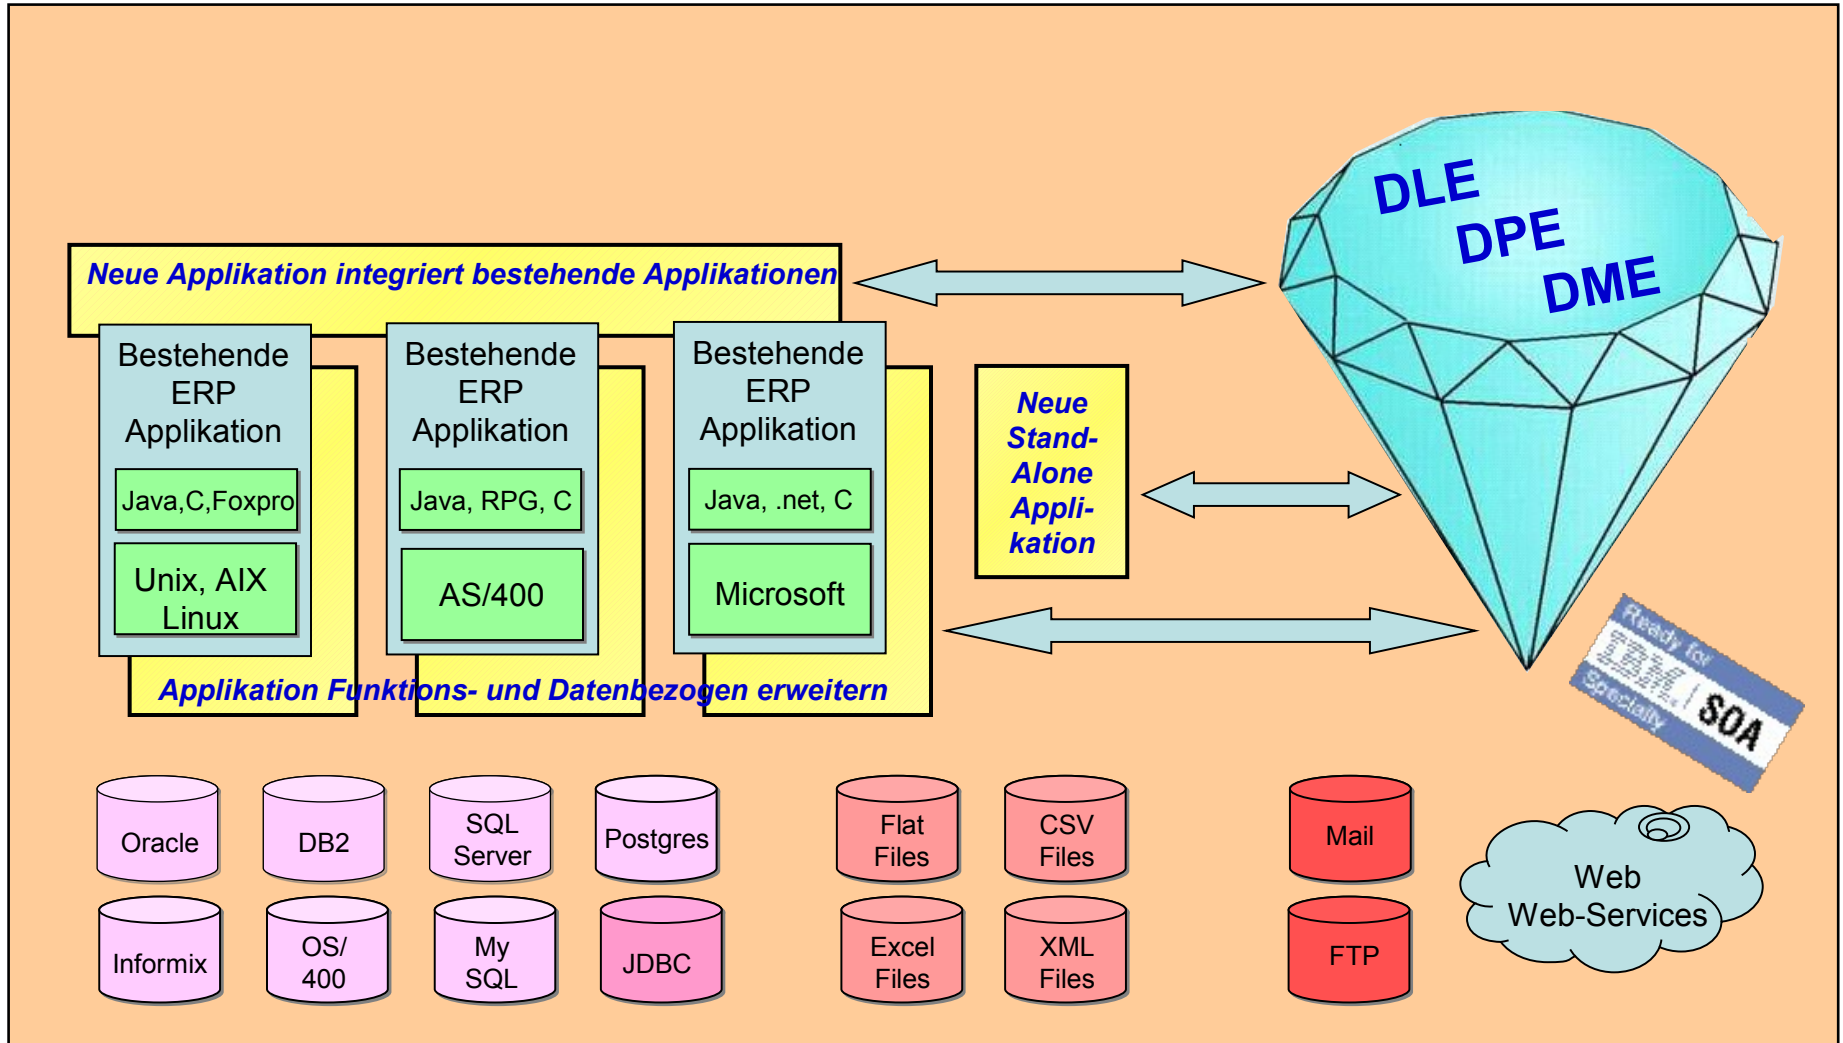 DLE
DPE
DME
Neue Applikation integriert bestehende Applikationen
Bestehende
ERP
Applikation
Java,C,Foxpro
Unix, AIX
Linux
Bestehende
ERP
Applikation
Java, RPG, C
AS/400
Bestehende
ERP
Applikation
Java, .net, C
Microsoft
Neue
Stand-
Alone
Appli-
kation
Applikation Funktions- und Datenbezogen erweitern
Ready for
IBM
SOA
Specialty
Oracle
DB2
SQL
Server
Postgres
Flat
Files
CSV
Files
Mail
Web
Web-Services
Informix
OS/
400
My
SQL
JDBC
Excel
Files
XML
Files
FTP